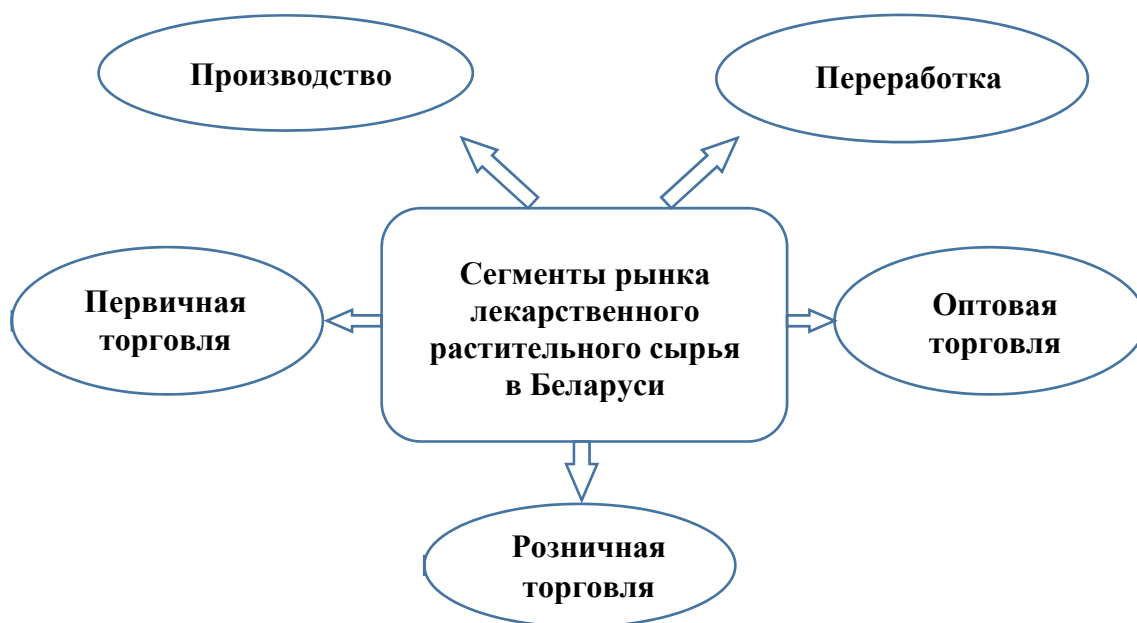 Производство
Переработка
Первичная
торговля
Сегменты рынка
лекарственного
растительного сырья
в Беларуси
Оптовая
торговля
Розничная
торговля